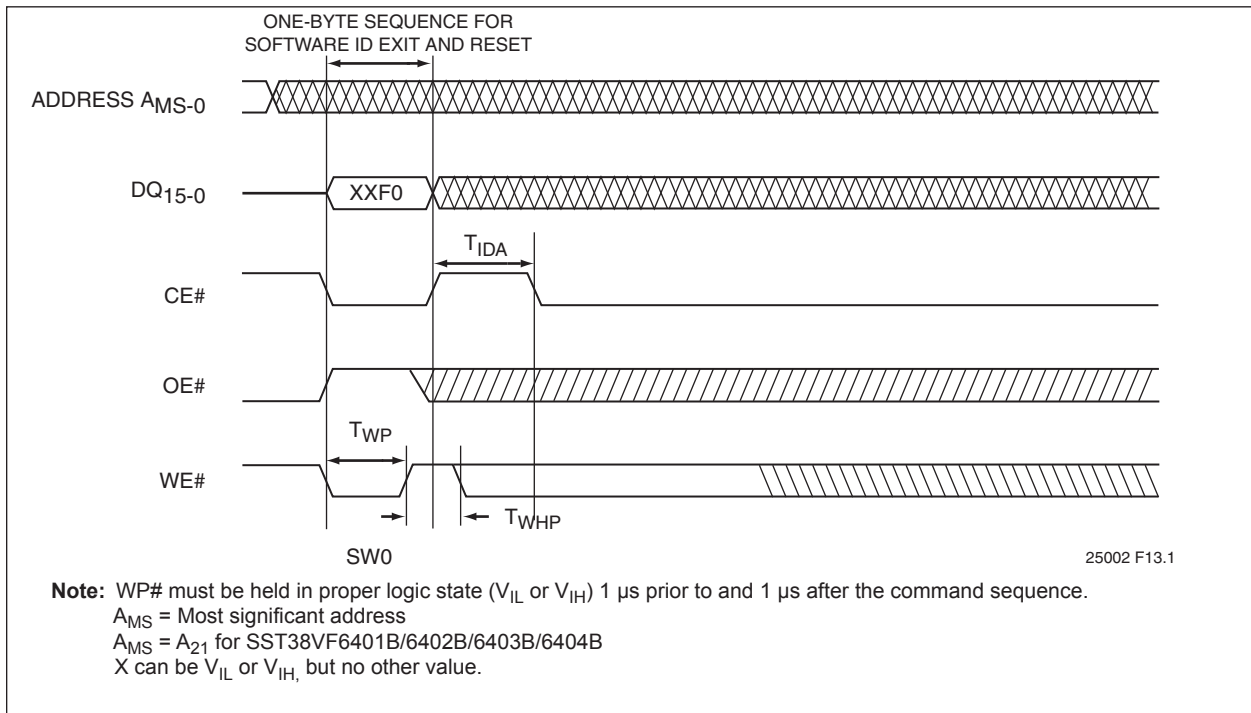 ONE-BYTE SEQUENCE FOR
SOFTWARE ID EXIT AND RESET
ADDRESS AMS-0
DQ15-0
XXF0
TIDA
CE#
OE#
TWP
WE#
TWHP
SW0
25002 F13.1
Note: WP# must be held in proper logic state (VIL or VIH) 1 µs prior to and 1 µs after the command sequence.
AMS = Most significant address
AMS = A21 for SST38VF6401B/6402B/6403B/6404B
X can be VIL or VIH, but no other value.